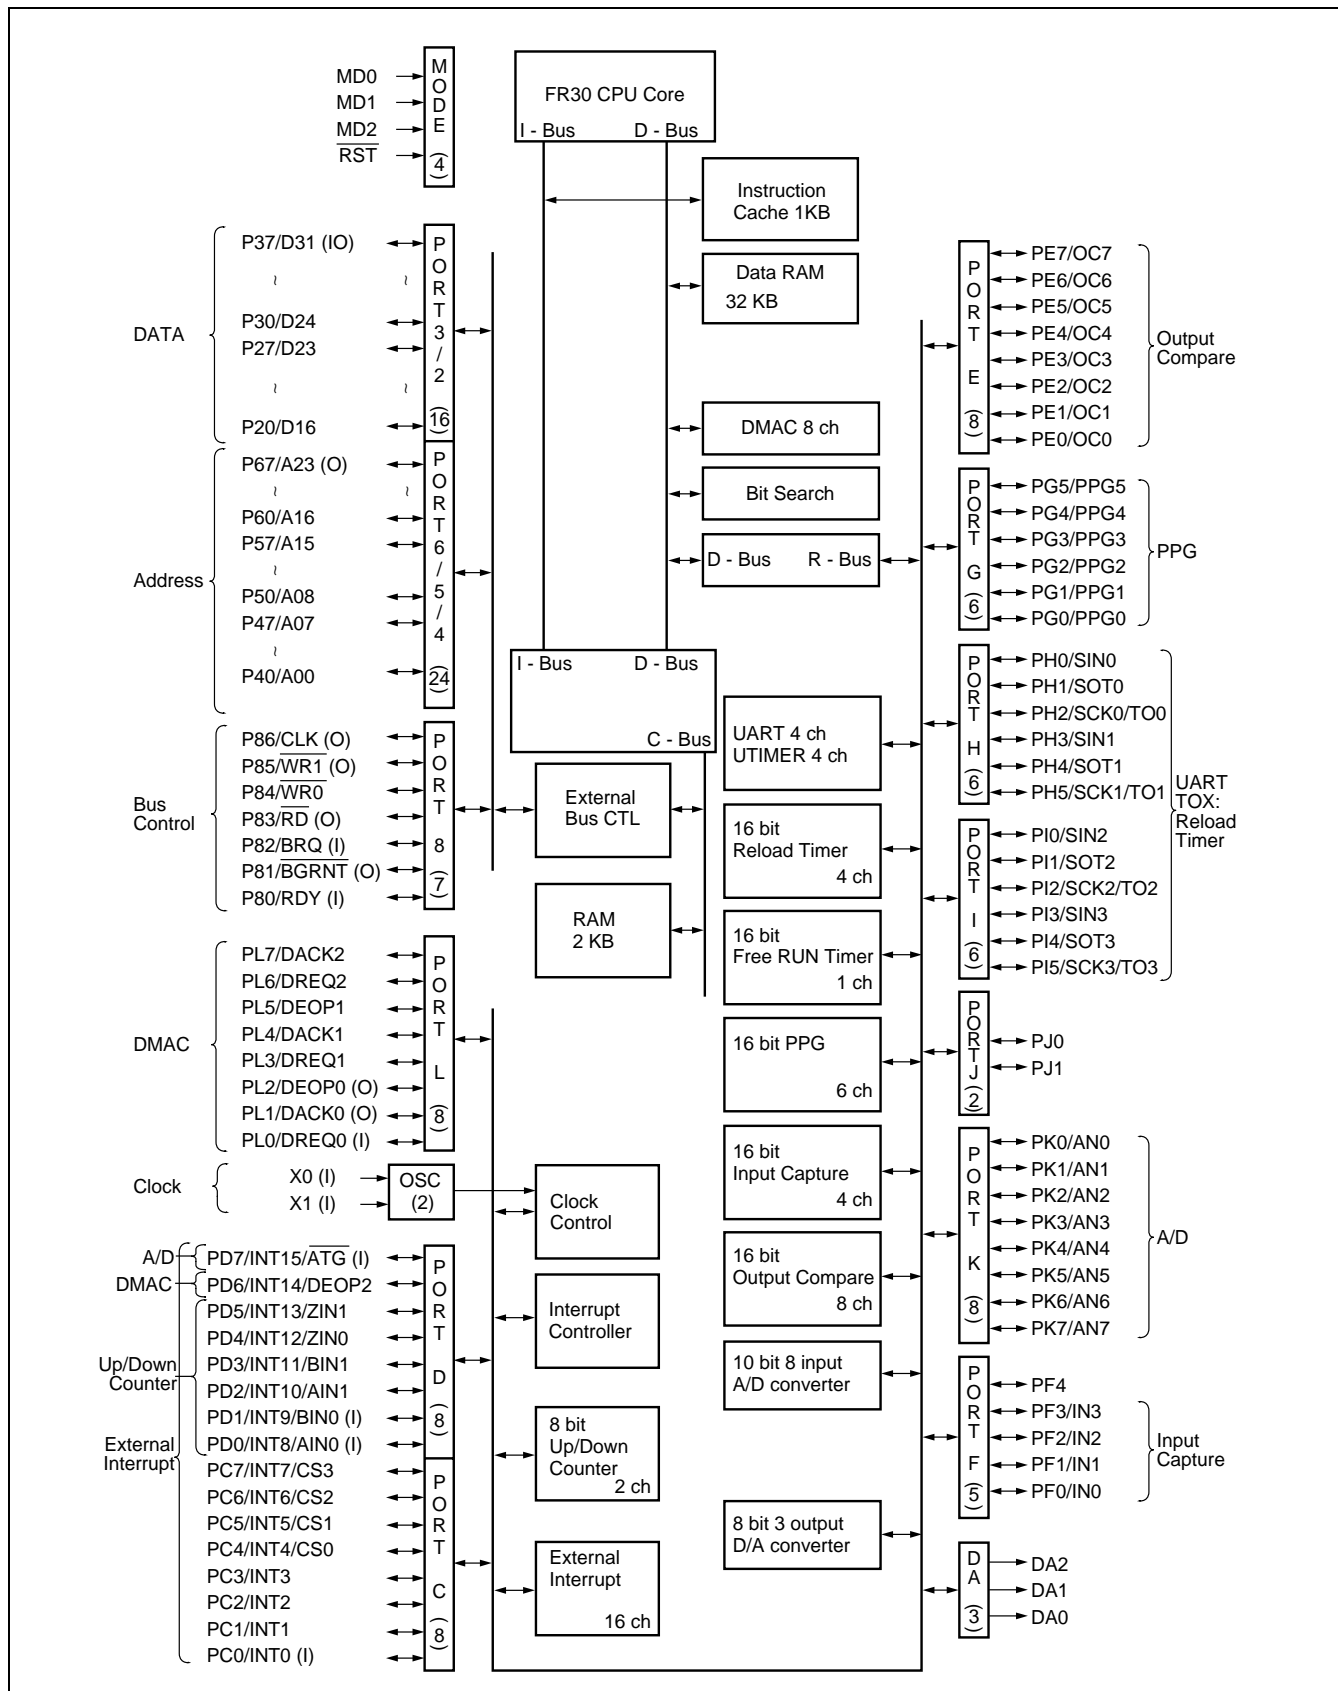 MD0
MD1
MD2
RST
MODE (4)
FR30 CPU Core
I - Bus D - Bus
Instruction
Cache 1KB
Data RAM
32 KB
DMAC 8 ch
Bit Search
D - Bus R - Bus
I - Bus D - Bus
C - Bus
DATA
P37/D31 (IO)
~ ~
P30/D24
P27/D23
~ ~
P20/D16
PORT3/2 (16)
Address
P67/A23 (O)
~ ~
P60/A16
P57/A15
~
P50/A08
P47/A07
~
P40/A00
PORT6/5/4 (24)
Bus
Control
P86/CLK (O)
P85/WR1 (O)
P84/WR0
P83/RD (O)
P82/BRQ (I)
P81/BGRNT (O)
P80/RDY (I)
PORT 8 (7)
External
Bus CTL
RAM
2 KB
DMAC
PL7/DACK2
PL6/DREQ2
PL5/DEOP1
PL4/DACK1
PL3/DREQ1
PL2/DEOP0 (O)
PL1/DACK0 (O)
PL0/DREQ0 (I)
PORT L (8)
Clock
X0 (I)
X1 (I)
OSC
(2)
Clock
Control
A/D
DMAC
Up/Down
Counter
External
Interrupt
PD7/INT15/ATG (I)
PD6/INT14/DEOP2
PD5/INT13/ZIN1
PD4/INT12/ZIN0
PD3/INT11/BIN1
PD2/INT10/AIN1
PD1/INT9/BIN0 (I)
PD0/INT8/AIN0 (I)
PORT D (8)
PC7/INT7/CS3
PC6/INT6/CS2
PC5/INT5/CS1
PC4/INT4/CS0
PC3/INT3
PC2/INT2
PC1/INT1
PC0/INT0 (I)
PORT C (8)
Interrupt
Controller
8 bit
Up/Down
Counter
2 ch
External
Interrupt
16 ch
UART 4 ch
UTIMER 4 ch
16 bit
Reload Timer
4 ch
16 bit
Free RUN Timer
1 ch
16 bit PPG
6 ch
16 bit
Input Capture
4 ch
16 bit
Output Compare
8 ch
10 bit 8 input
A/D converter
8 bit 3 output
D/A converter
PORT E (8)
PE7/OC7
PE6/OC6
PE5/OC5
PE4/OC4
PE3/OC3
PE2/OC2
PE1/OC1
PE0/OC0
Output
Compare
PORT G (6)
PG5/PPG5
PG4/PPG4
PG3/PPG3
PG2/PPG2
PG1/PPG1
PG0/PPG0
PPG
PORT H (6)
PH0/SIN0
PH1/SOT0
PH2/SCK0/TO0
PH3/SIN1
PH4/SOT1
PH5/SCK1/TO1
UART
TOX:
Reload
Timer
PORT I (6)
PI0/SIN2
PI1/SOT2
PI2/SCK2/TO2
PI3/SIN3
PI4/SOT3
PI5/SCK3/TO3
PORTJ (2)
PJ0
PJ1
PORT K (8)
PK0/AN0
PK1/AN1
PK2/AN2
PK3/AN3
PK4/AN4
PK5/AN5
PK6/AN6
PK7/AN7
A/D
PORT F (5)
PF4
PF3/IN3
PF2/IN2
PF1/IN1
PF0/IN0
Input
Capture
DA (3)
DA2
DA1
DA0